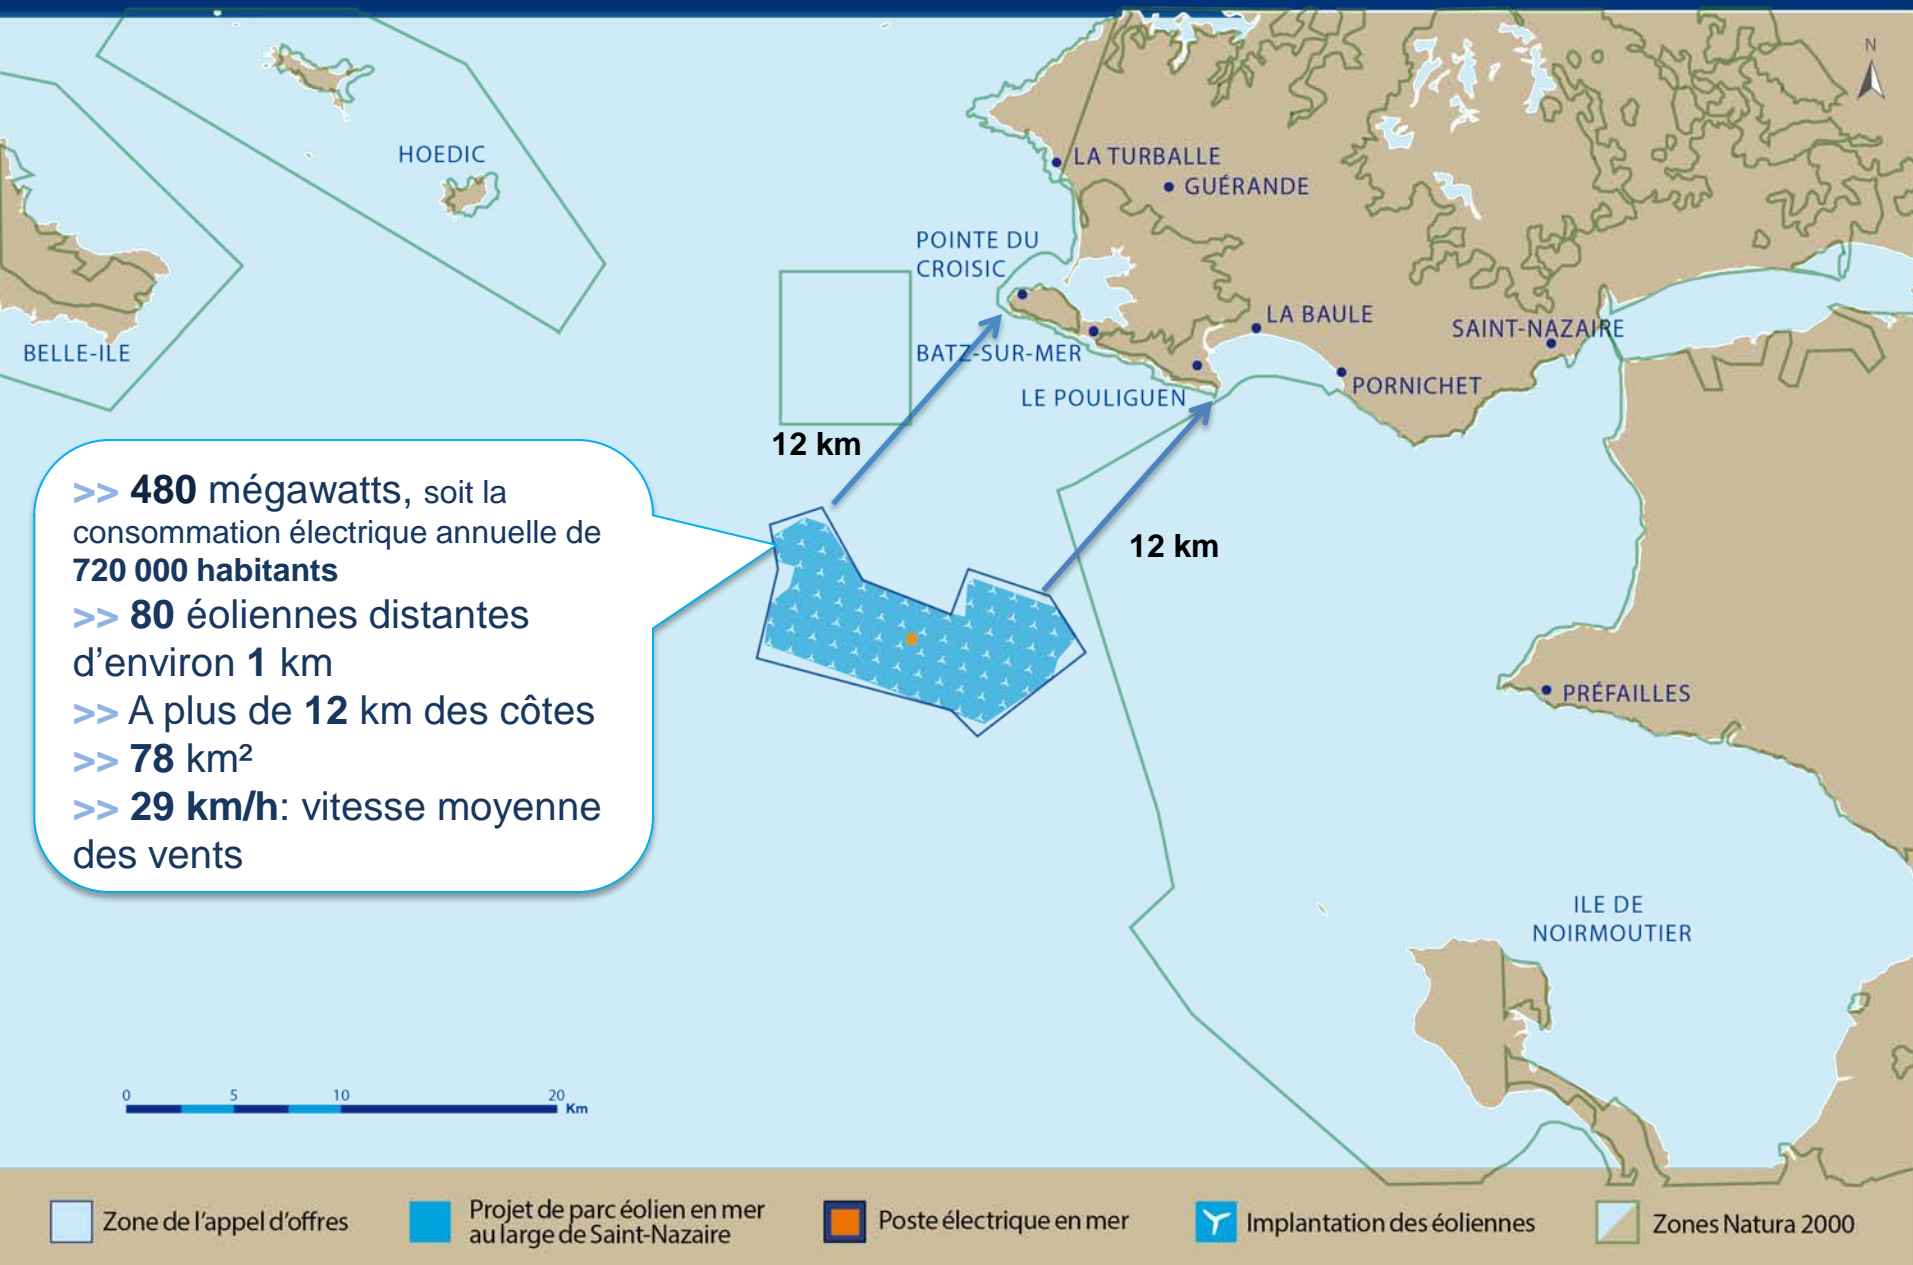 N
HOEDIC
LA TURBALLE
GUÉRANDE
POINTE DU
CROISIC
BELLE-ILE
BATZ-SUR-MER
LA BAULE
SAINT-NAZAIRE
LE POULIGUEN
PORNICHET
12 km
12 km
>> 480 mégawatts, soit la
consommation électrique annuelle de
720 000 habitants
>> 80 éoliennes distantes
d'environ 1 km
>> A plus de 12 km des côtes
>> 78 km²
>> 29 km/h: vitesse moyenne
des vents
PRÉFAILLES
ILE DE
NOIRMOUTIER
0 5 10 20
Km
Zone de l'appel d'offres
Projet de parc éolien en mer
au large de Saint-Nazaire
Poste électrique en mer
Implantation des éoliennes
Zones Natura 2000